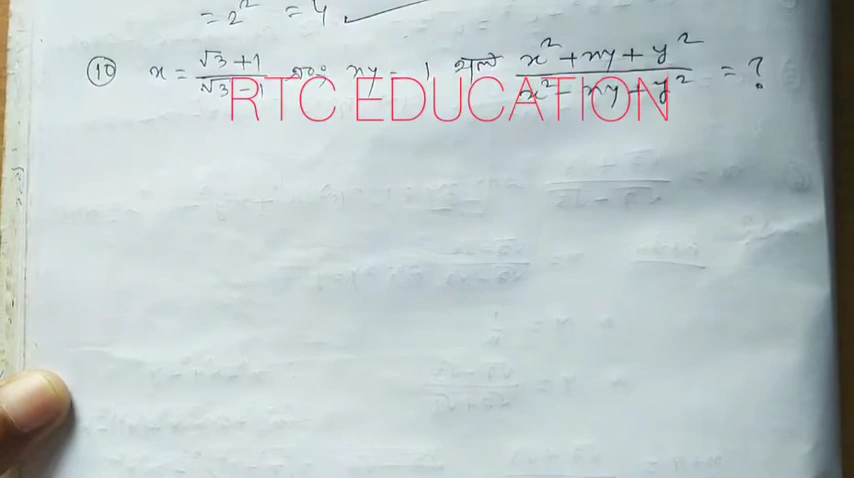 = 2² = 4
⑩ x = (√3 + 1)/(√3 - 1) এবং xy = 1 হলে (x² + xy + y²)/(x² - xy + y²) = ?
RTC EDUCATION